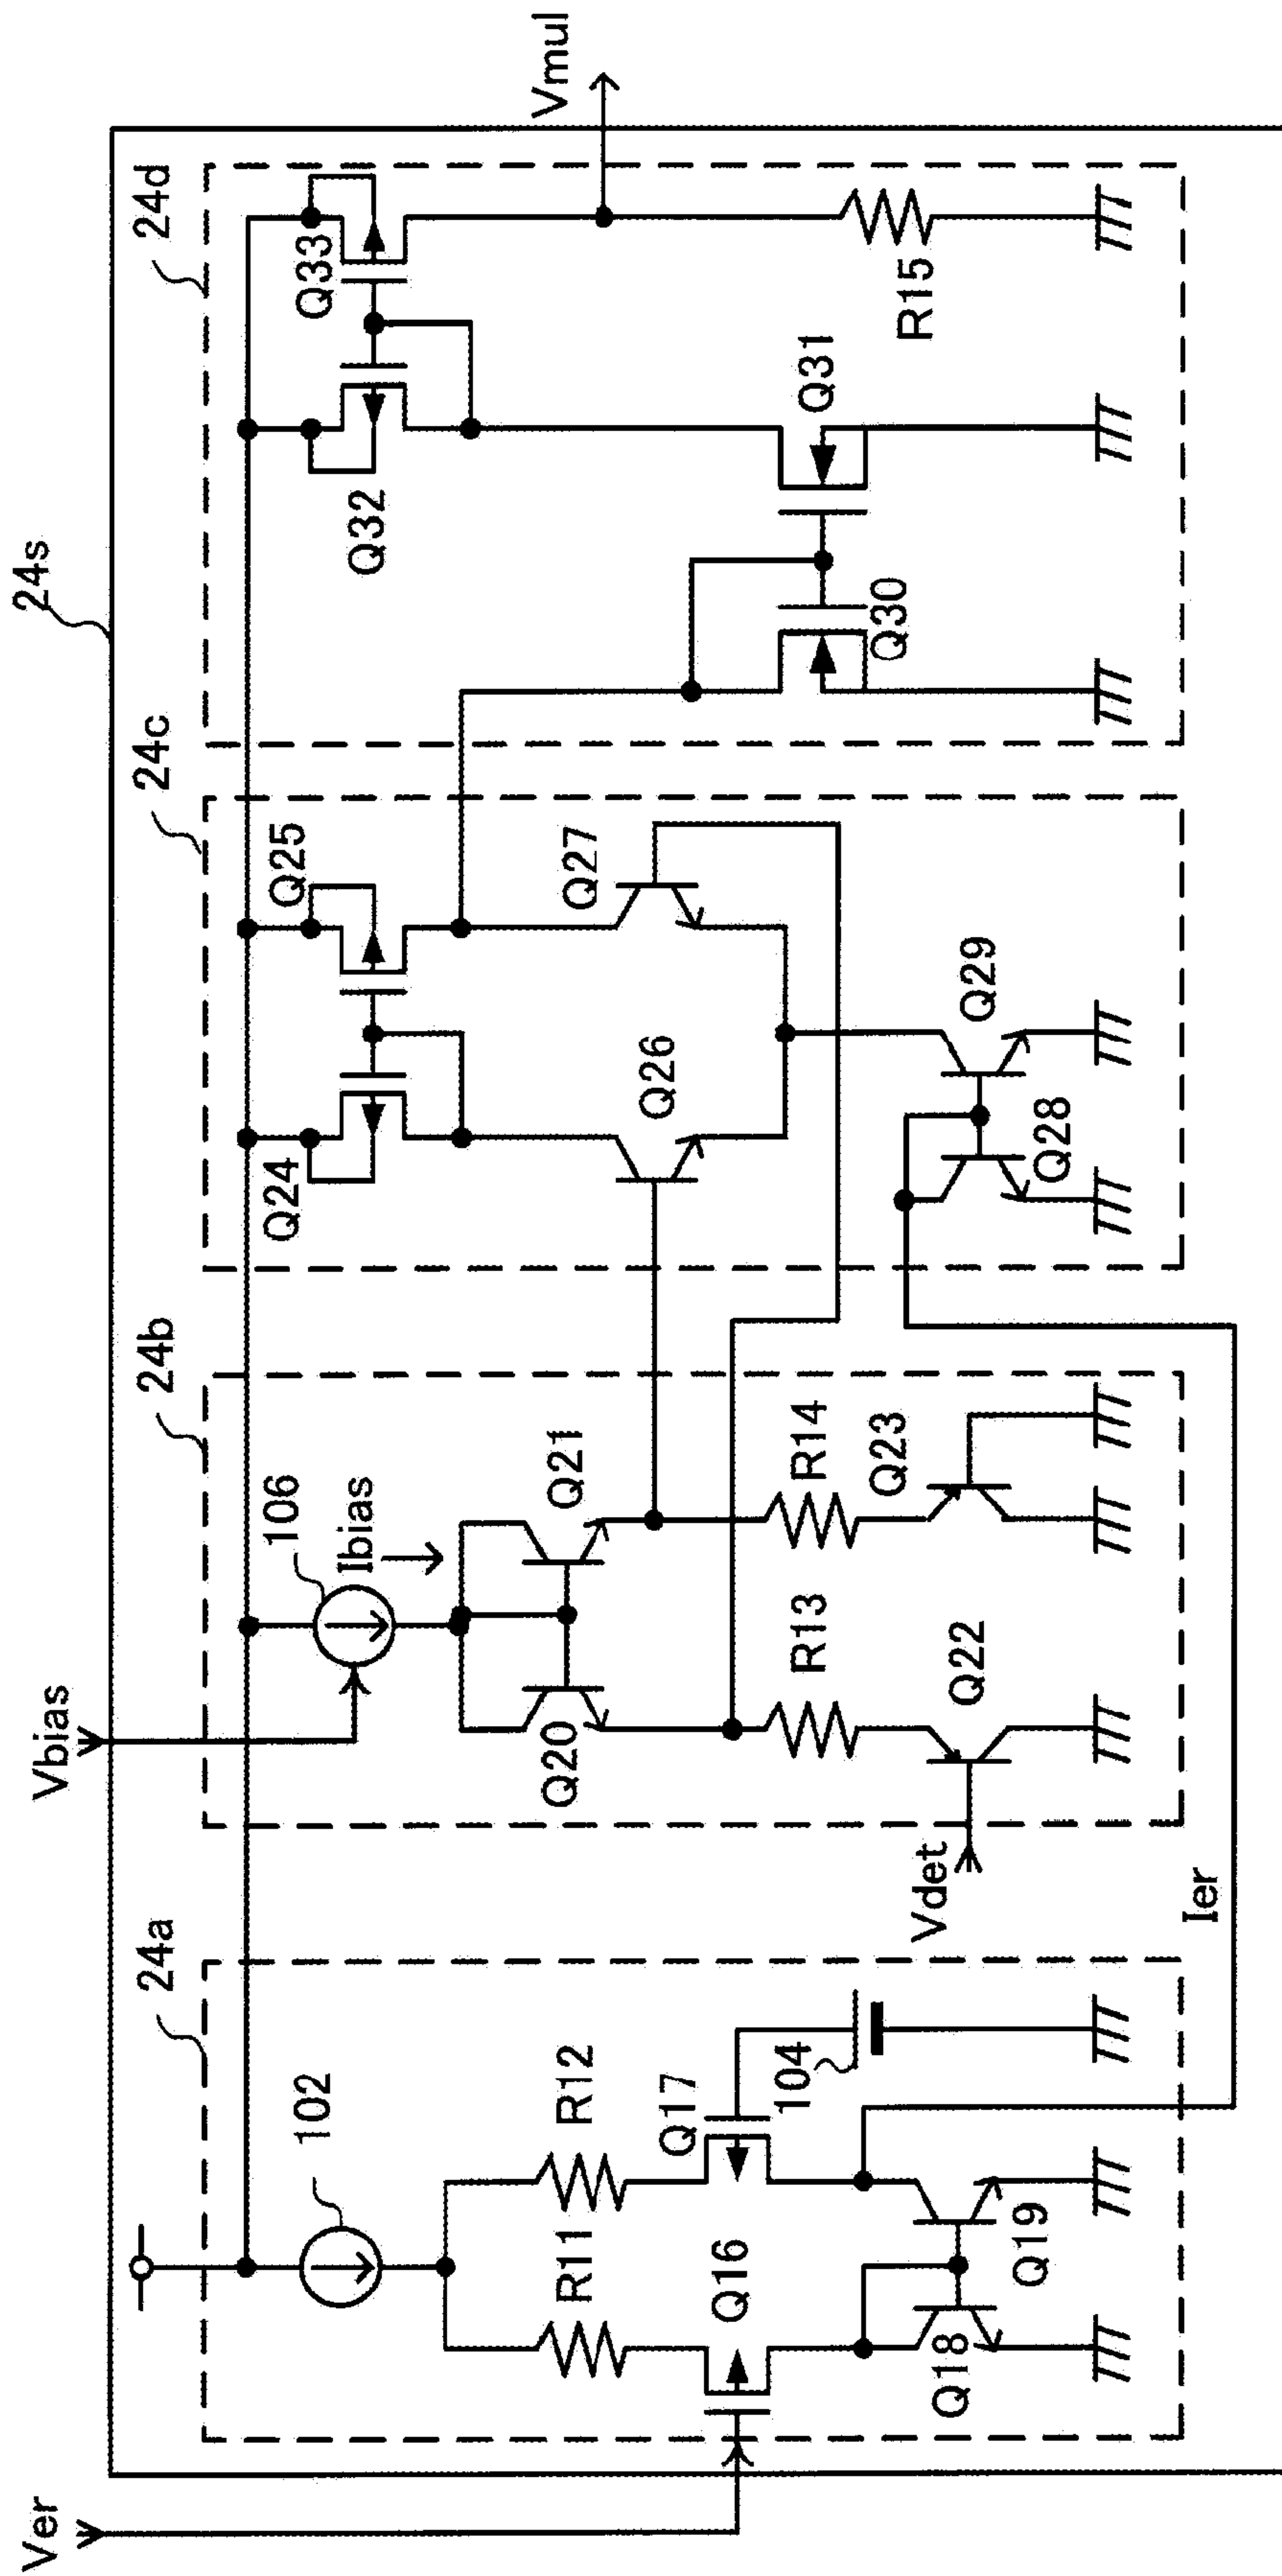 24s
Vbias
Ver
24a
24b
24c
24d
102
R11
R12
Q16
Q17
104
Q18
Q19
106
Ibias
Q20
Q21
R13
R14
Q22
Q23
Vdet
Ier
Q24
Q25
Q26
Q27
Q28
Q29
Q30
Q31
Q32
Q33
R15
Vmul